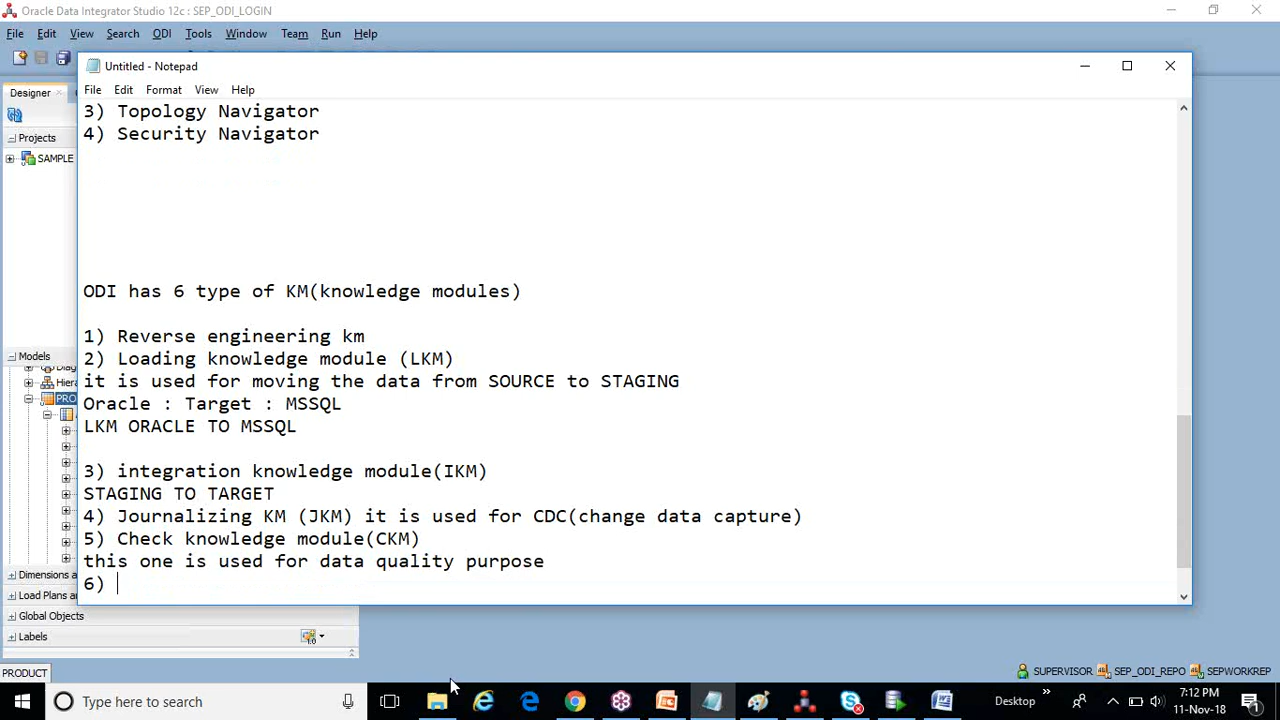 Oracle Data Integrator Studio 12c : SEP_ODI_LOGIN
File Edit View Search ODI Tools Window Team Run Help
Untitled - Notepad
File Edit Format View Help
Designer
Projects
SAMPLE
Models
Hiera
PRO
Dimensions a
Load Plans an
Global Objects
Labels
3) Topology Navigator
4) Security Navigator
ODI has 6 type of KM(knowledge modules)
1) Reverse engineering km
2) Loading knowledge module (LKM)
it is used for moving the data from SOURCE to STAGING
Oracle : Target : MSSQL
LKM ORACLE TO MSSQL
3) integration knowledge module(IKM)
STAGING TO TARGET
4) Journalizing KM (JKM) it is used for CDC(change data capture)
5) Check knowledge module(CKM)
this one is used for data quality purpose
6)
PRODUCT
SUPERVISOR SEP_ODI_REPO SEPWORKREP
Type here to search
Desktop
7:12 PM
11-Nov-18